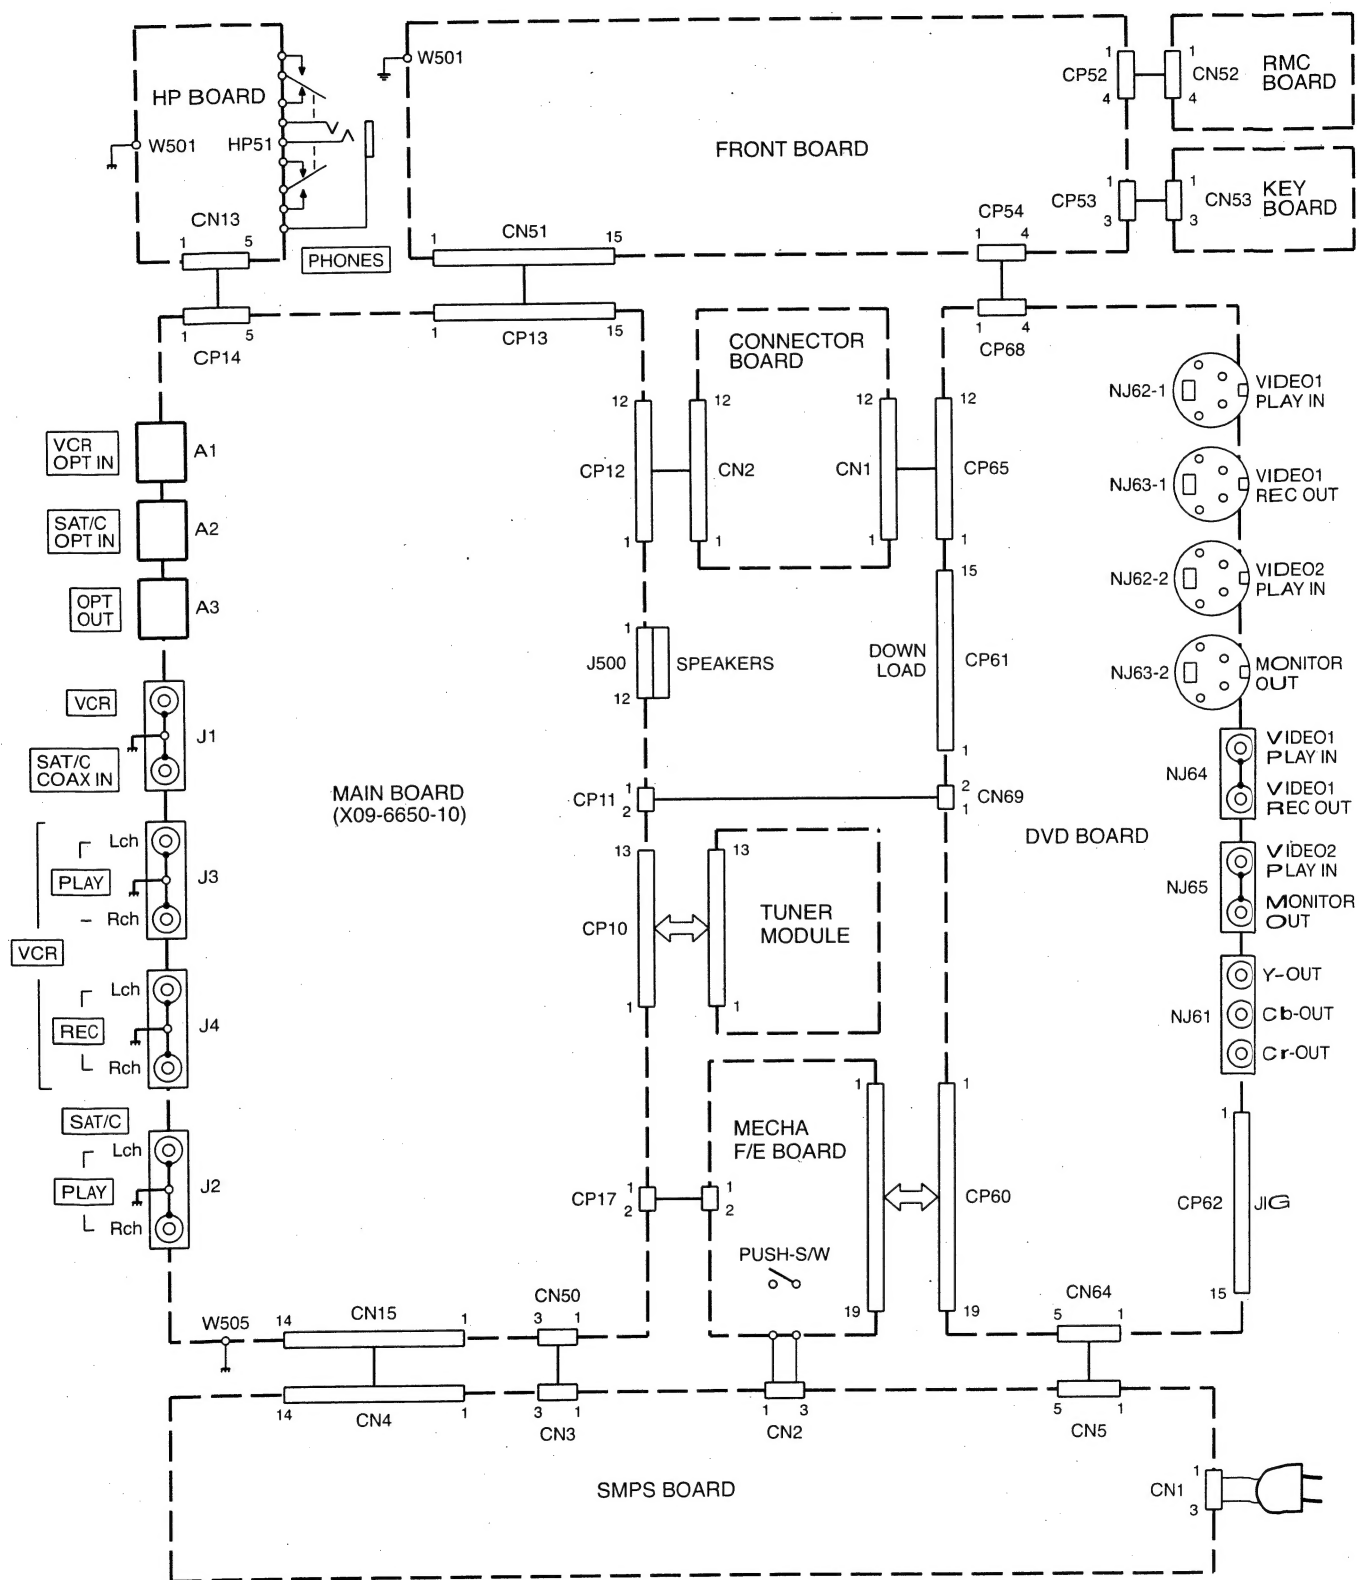 HP BOARD
W501
HP51
CN13
1 5
PHONES
W501
FRONT BOARD
CN51
1 15
CP54
1 4
CP52
1
4
CN52
1
4
RMC
BOARD
CP53
1
3
CN53
1
3
KEY
BOARD
1 5
CP14
1 15
CP13
1 4
CP68
CONNECTOR
BOARD
12
CP12
1
12
CN2
1
12
CN1
1
12
CP65
1
VCR
OPT IN
A1
SAT/C
OPT IN
A2
OPT
OUT
A3
VCR
J1
SAT/C
COAX IN
VCR
Lch
PLAY
Rch
J3
Lch
REC
Rch
J4
SAT/C
Lch
PLAY
Rch
J2
MAIN BOARD
(X09-6650-10)
1
J500
12
SPEAKERS
DOWN
LOAD
15
CP61
1
1
CP11
2
2
CN69
1
13
CP10
1
13
1
TUNER
MODULE
DVD BOARD
NJ62-1
VIDEO1
PLAY IN
NJ63-1
VIDEO1
REC OUT
NJ62-2
VIDEO2
PLAY IN
NJ63-2
MONITOR
OUT
NJ64
VIDEO1
PLAY IN
VIDEO1
REC OUT
NJ65
VIDEO2
PLAY IN
MONITOR
OUT
NJ61
Y-OUT
Cb-OUT
Cr-OUT
MECHA
F/E BOARD
1
19
1
CP60
19
CP17
1
2
1
2
PUSH-S/W
1
CP62
JIG
15
W505
14 CN15 1
CN50
3 1
CN64
5 1
14 CN4 1
3 1
CN3
1 3
CN2
5 1
CN5
SMPS BOARD
1
CN1
3